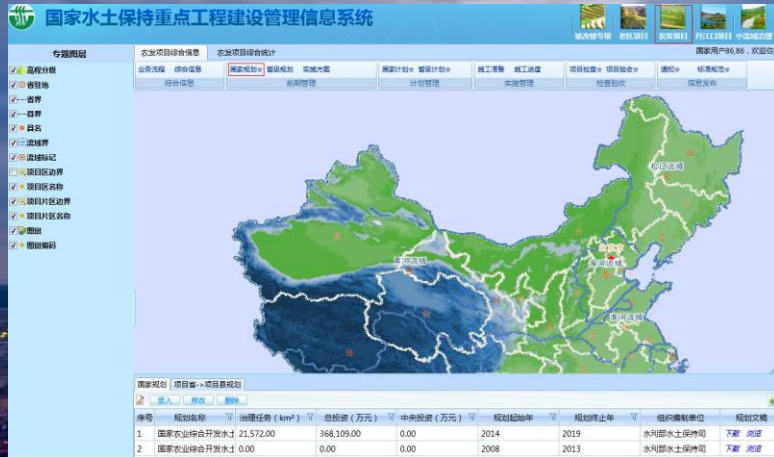 国家水土保持重点工程建设管理信息系统
坡改梯专项 老区项目 农发项目 丹江口项目 小流域治理
专题图层
农发项目综合信息 农发项目综合统计
国家用户86,86，欢迎你
业务流程 综合信息 国家规划 省级规划 实施方案 国家计划 省级计划 施工准备 施工进度 项目检查 项目验收 通知 标准规范
综合信息 前期管理 计划管理 实施管理 检查验收 信息发布
高程分级
省驻地
省界
县界
县名
流域界
流域标记
项目区边界
项目区名称
项目片区边界
项目片区名称
图斑
图斑编码
松辽流域
北京市
海河流域
黄河流域
淮河流域
国家规划 项目省->项目县规划
录入 修改 删除
序号 规划名称 治理任务（km²） 总投资（万元） 中央投资（万元） 规划起始年 规划终止年 组织编制单位 规划文稿
1 国家农业综合开发水土 21,572.00 368,109.00 0.00 2014 2019 水利部水土保持司 下载 浏览
2 国家农业综合开发水土 0.00 0.00 0.00 2008 2013 水利部水土保持司 下载 浏览